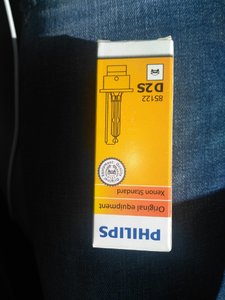 PHILIPS
Original equipment
Xenon Standard
D2S
85122